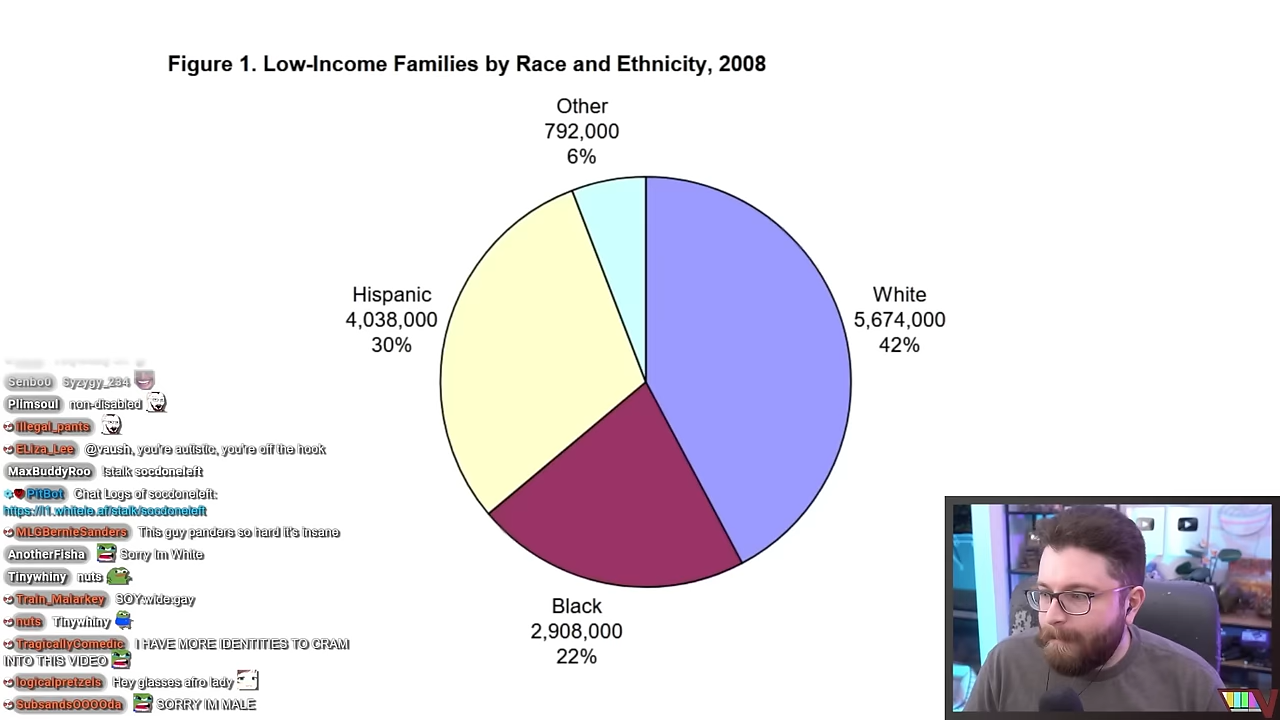 Figure 1. Low-Income Families by Race and Ethnicity, 2008
Other
792,000
6%
Hispanic
4,038,000
30%
White
5,674,000
42%
Black
2,908,000
22%
Senbou Syzygy_234
Plimsoul non-disabled
Illegal_pants
ELiza_Lee @vaush, you're autistic, you're off the hook
MaxBuddyRoo !stalk socdoneleft
PitBot Chat Logs of socdoneleft:
https://l1.whitele.af/stalk/socdoneleft
MLGBernieSanders This guy panders so hard it's insane
AnotherFisha Sorry Im White
Tinywhiny nuts
Train_Malarkey SOY:wide:gay
nuts Tinywhiny
TragicallyComedic I HAVE MORE IDENTITIES TO CRAM
INTO THIS VIDEO
logicalpretzels Hey glasses afro lady
SubsandsOOOOda SORRY IM MALE